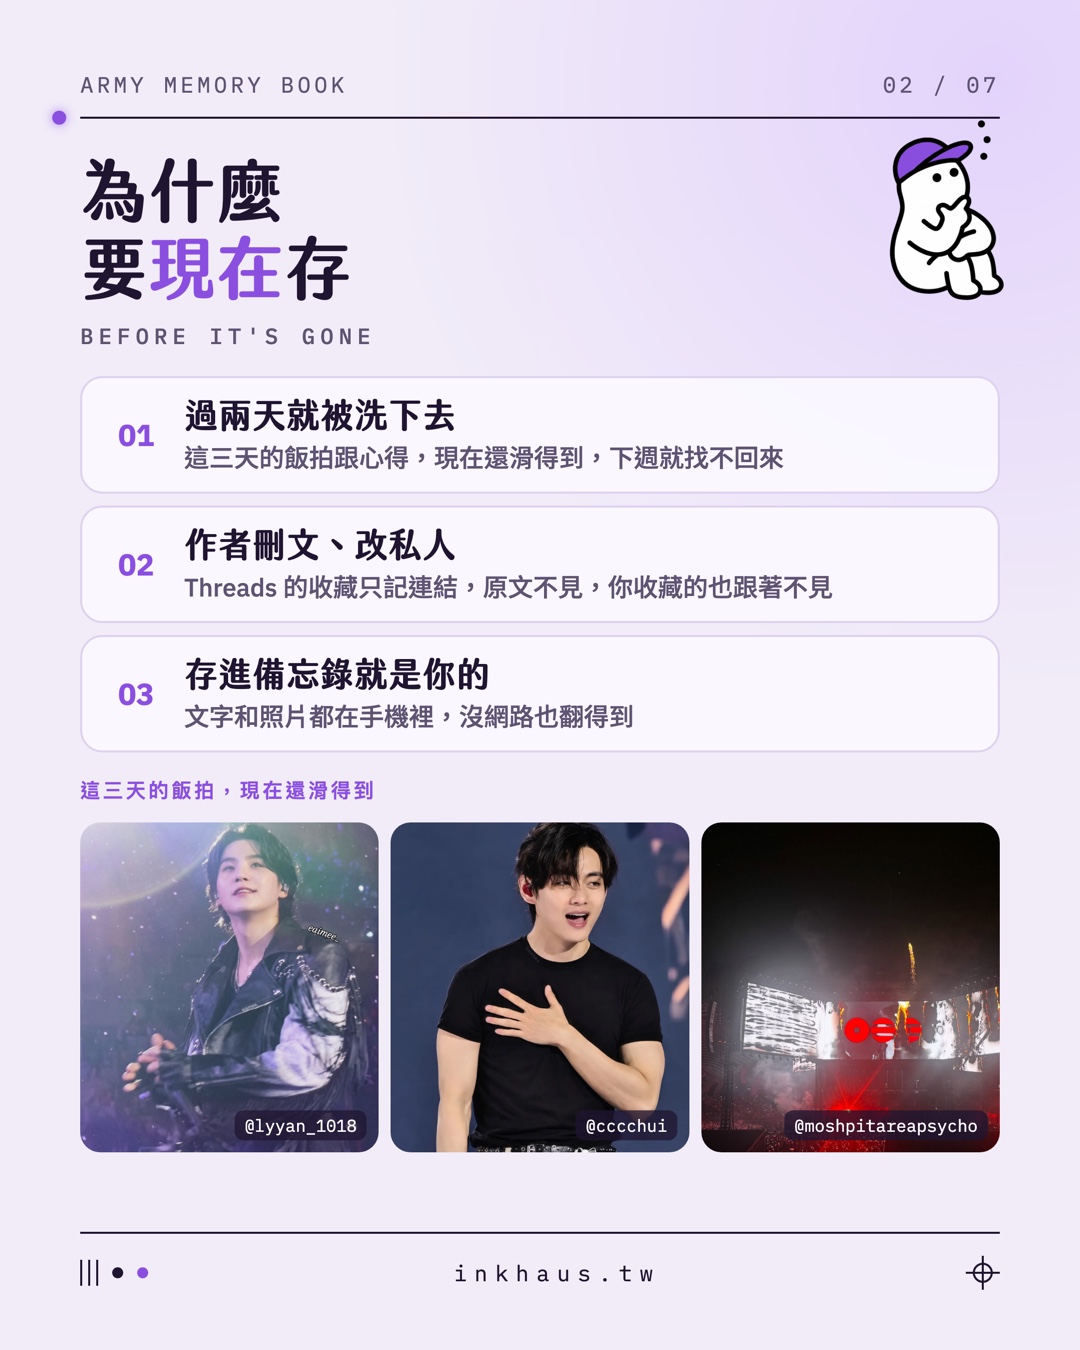 ARMY MEMORY BOOK
02 / 07
為什麼
要現在存
BEFORE IT'S GONE
01
過兩天就被洗下去
這三天的飯拍跟心得，現在還滑得到，下週就找不回來
02
作者刪文、改私人
Threads 的收藏只記連結，原文不見，你收藏的也跟著不見
03
存進備忘錄就是你的
文字和照片都在手機裡，沒網路也翻得到
這三天的飯拍，現在還滑得到
eaimee_
@lyyan_1018
@cccchui
@moshpitareapsycho
inkhaus.tw